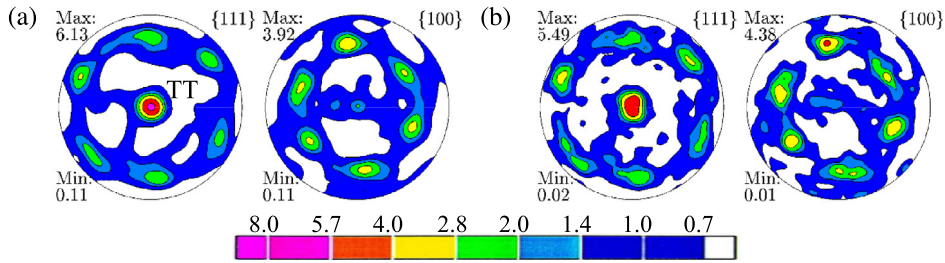 (a) Max: 6.13 {111} Max: 3.92 {100} (b) Max: 5.49 {111} Max: 4.38 {100}
TT
Min: 0.11 Min: 0.11 Min: 0.02 Min: 0.01
8.0 5.7 4.0 2.8 2.0 1.4 1.0 0.7